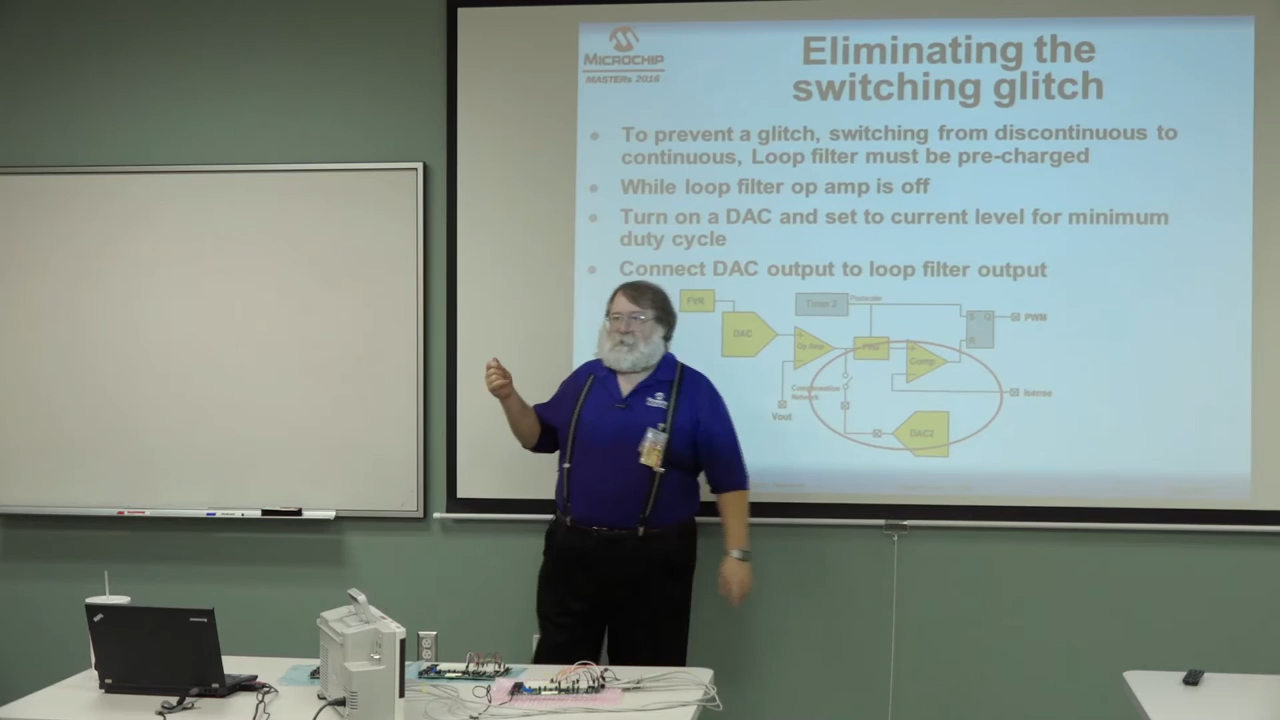 MICROCHIP
MASTERs 2016
Eliminating the
switching glitch
To prevent a glitch, switching from discontinuous to
continuous, Loop filter must be pre-charged
While loop filter op amp is off
Turn on a DAC and set to current level for minimum
duty cycle
Connect DAC output to loop filter output
FVR
Timer 2
Postscaler
S Q
PWM
DAC
Op Amp
R
Comp
Compensation
Network
Isense
Vout
DAC2